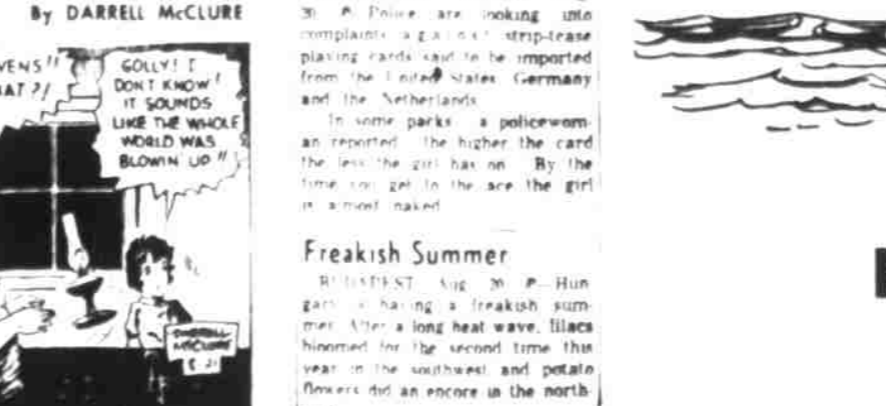 By DARRELL McCLURE
VENS!!
AT?!
GOLLY! I
DON'T KNOW!
IT SOUNDS
LIKE THE WHOLE
WORLD WAS
BLOWIN' UP!!
DARRELL
McCLURE
8-21
20 P Police are looking into
complaints against strip-tease
playing cards said to be imported
from the United States, Germany
and the Netherlands
In some parks a policewom-
an reported the higher the card
the less the girl has on By the
time you get to the ace the girl
is almost naked
Freakish Summer
BUDAPEST Aug 20 P—Hun-
gary is having a freakish sum-
mer After a long heat wave, lilacs
bloomed for the second time this
year in the southwest and potato
flowers did an encore in the north-